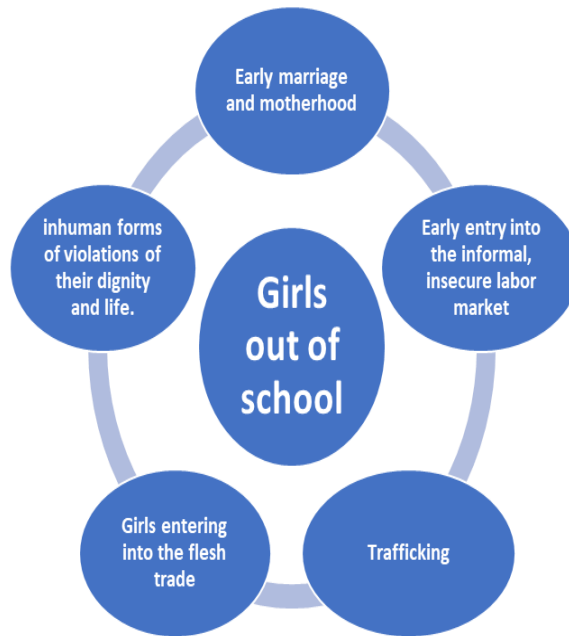 Early marriage
and motherhood
Early entry into
the informal,
insecure labor
market
Trafficking
Girls entering
into the flesh
trade
inhuman forms
of violations of
their dignity
and life.
Girls
out of
school